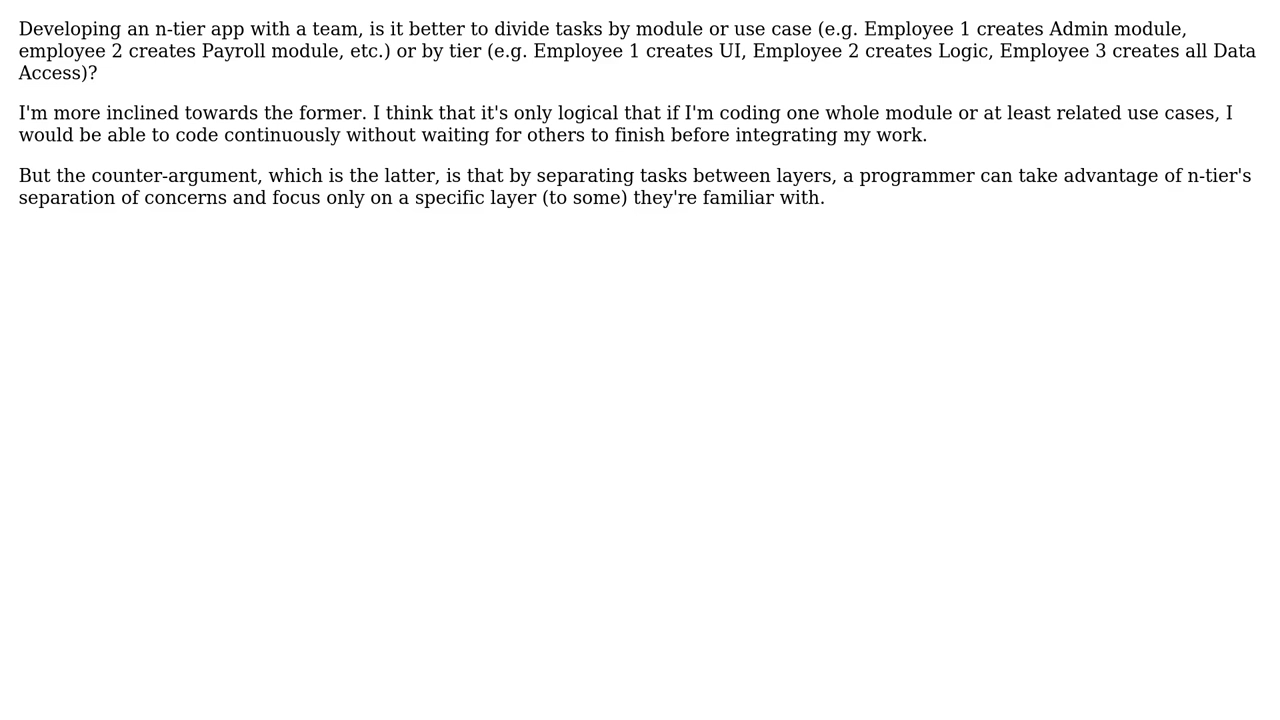 Developing an n-tier app with a team, is it better to divide tasks by module or use case (e.g. Employee 1 creates Admin module,
employee 2 creates Payroll module, etc.) or by tier (e.g. Employee 1 creates UI, Employee 2 creates Logic, Employee 3 creates all Data
Access)?
I'm more inclined towards the former. I think that it's only logical that if I'm coding one whole module or at least related use cases, I
would be able to code continuously without waiting for others to finish before integrating my work.
But the counter-argument, which is the latter, is that by separating tasks between layers, a programmer can take advantage of n-tier's
separation of concerns and focus only on a specific layer (to some) they're familiar with.